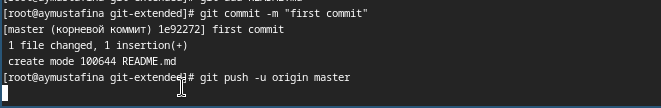 [root@aymustafina git-extended]# git commit -m "first commit"
[master (корневой коммит) 1e92272] first commit
1 file changed, 1 insertion(+)
create mode 100644 README.md
[root@aymustafina git-extended]# git push -u origin master